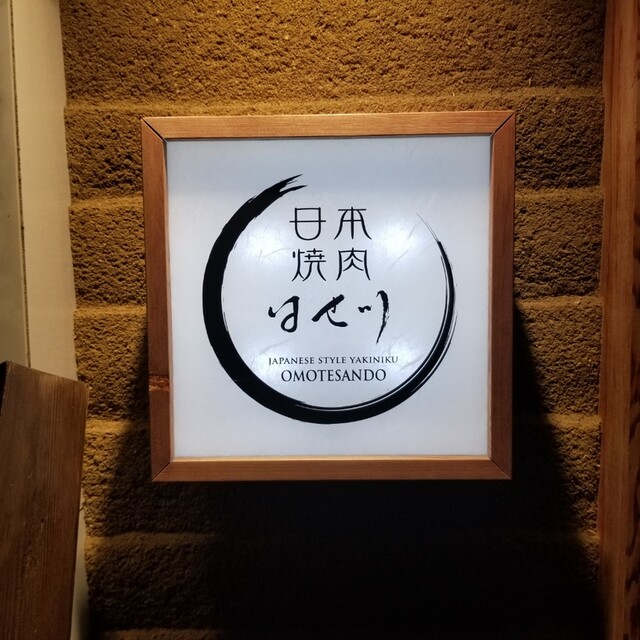 日本
焼肉
はせ川
JAPANESE STYLE YAKINIKU
OMOTESANDO